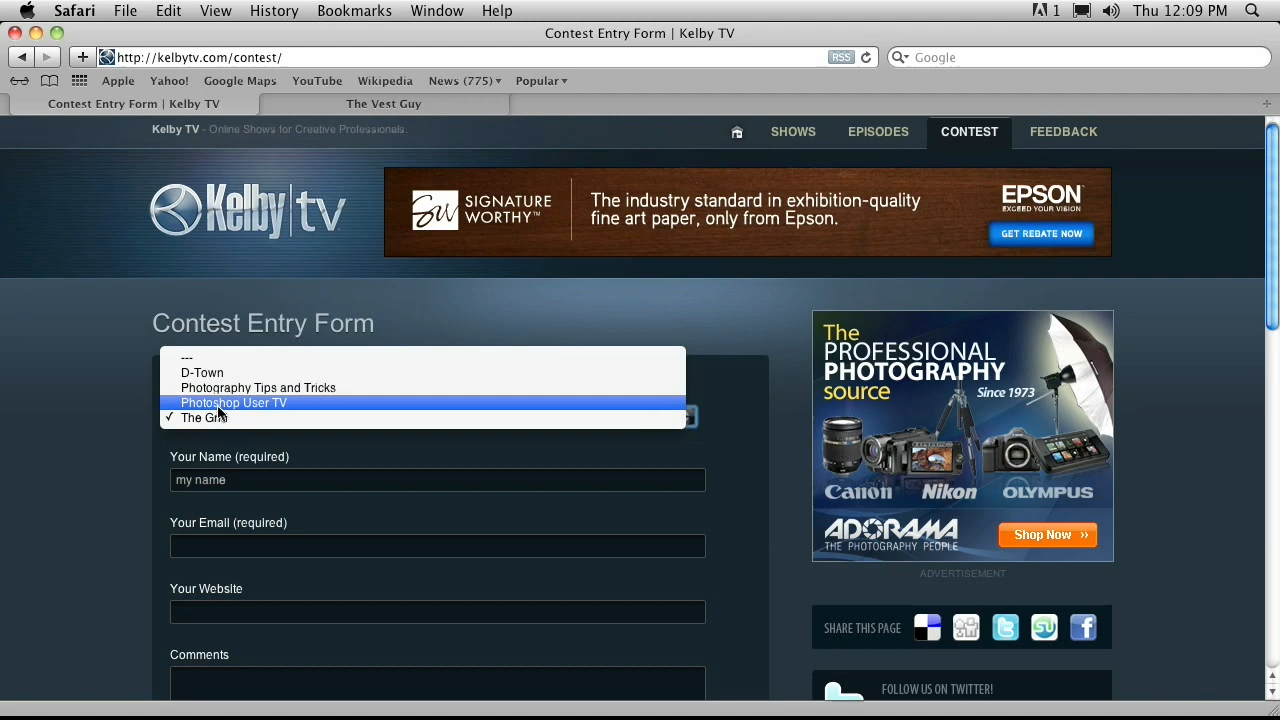 Safari File Edit View History Bookmarks Window Help
1 Thu 12:09 PM
Contest Entry Form | Kelby TV
http://kelbytv.com/contest/
RSS
Google
Apple Yahoo! Google Maps YouTube Wikipedia News (775) Popular
Contest Entry Form | Kelby TV
The Vest Guy
Kelby TV - Online Shows for Creative Professionals.
SHOWS EPISODES CONTEST FEEDBACK
Kelby|tv
SW SIGNATURE WORTHY™
The industry standard in exhibition-quality
fine art paper, only from Epson.
EPSON
EXCEED YOUR VISION
GET REBATE NOW
Contest Entry Form
---
D-Town
Photography Tips and Tricks
Photoshop User TV
✓ The Grid
Your Name (required)
my name
Your Email (required)
Your Website
Comments
The
PROFESSIONAL
PHOTOGRAPHY
source
Since 1973
Canon Nikon OLYMPUS
ADORAMA
THE PHOTOGRAPHY PEOPLE
Shop Now »
ADVERTISEMENT
SHARE THIS PAGE
FOLLOW US ON TWITTER!